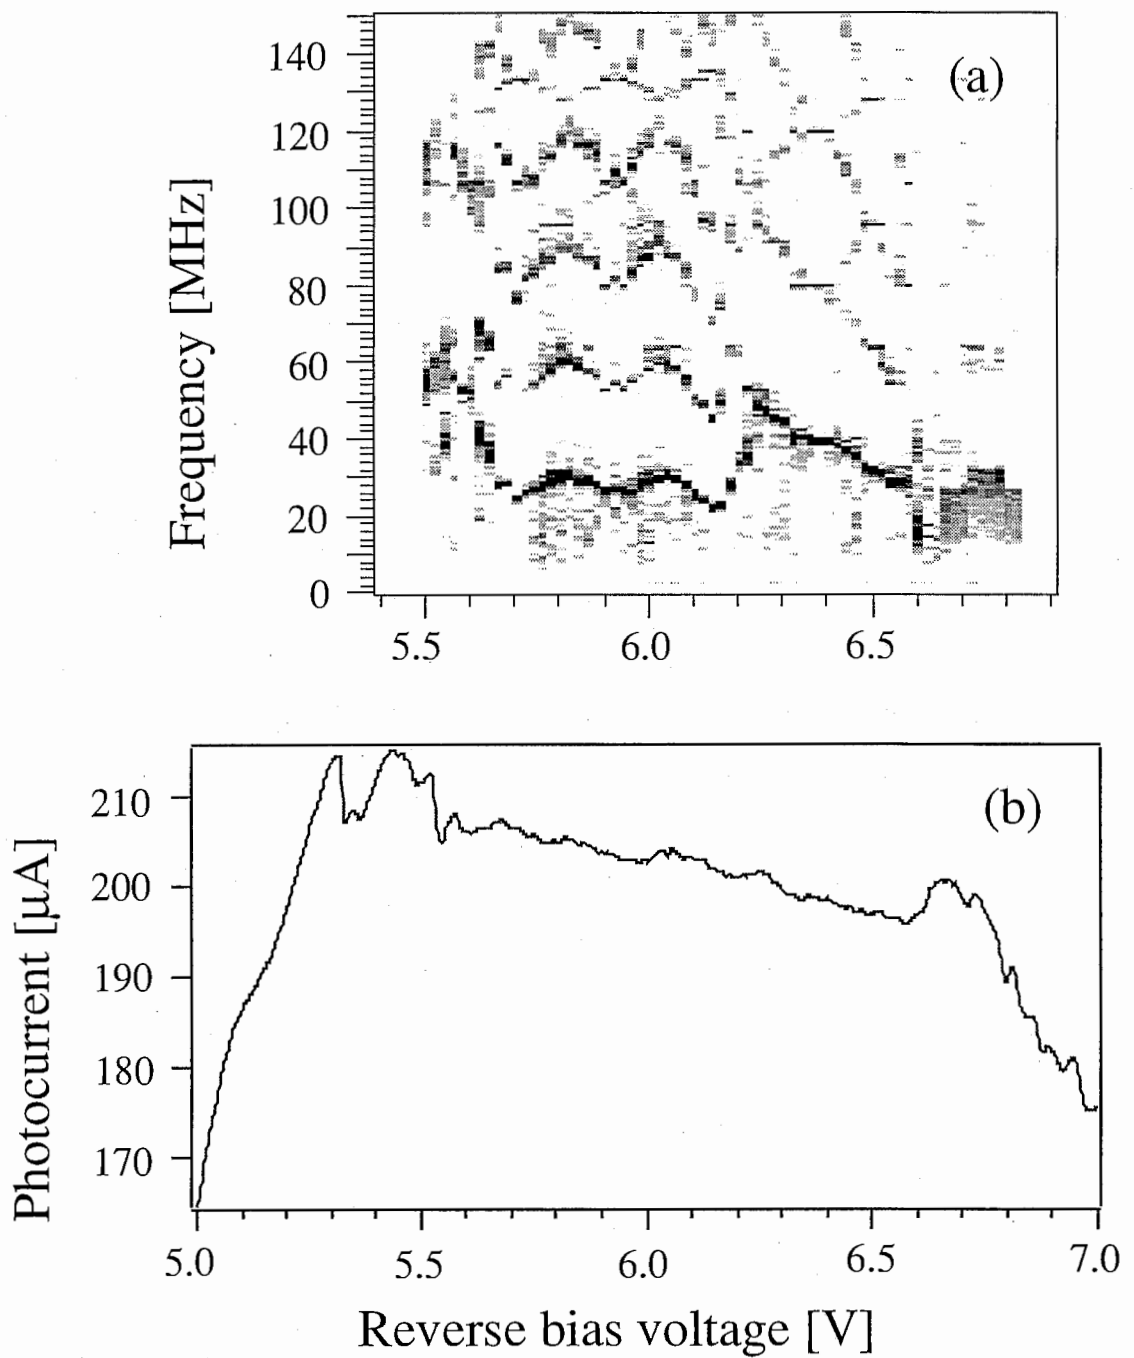 (a)
140
120
100
80
60
40
20
0
Frequency [MHz]
5.5 6.0 6.5
(b)
210
200
190
180
170
Photocurrent [μA]
5.0 5.5 6.0 6.5 7.0
Reverse bias voltage [V]